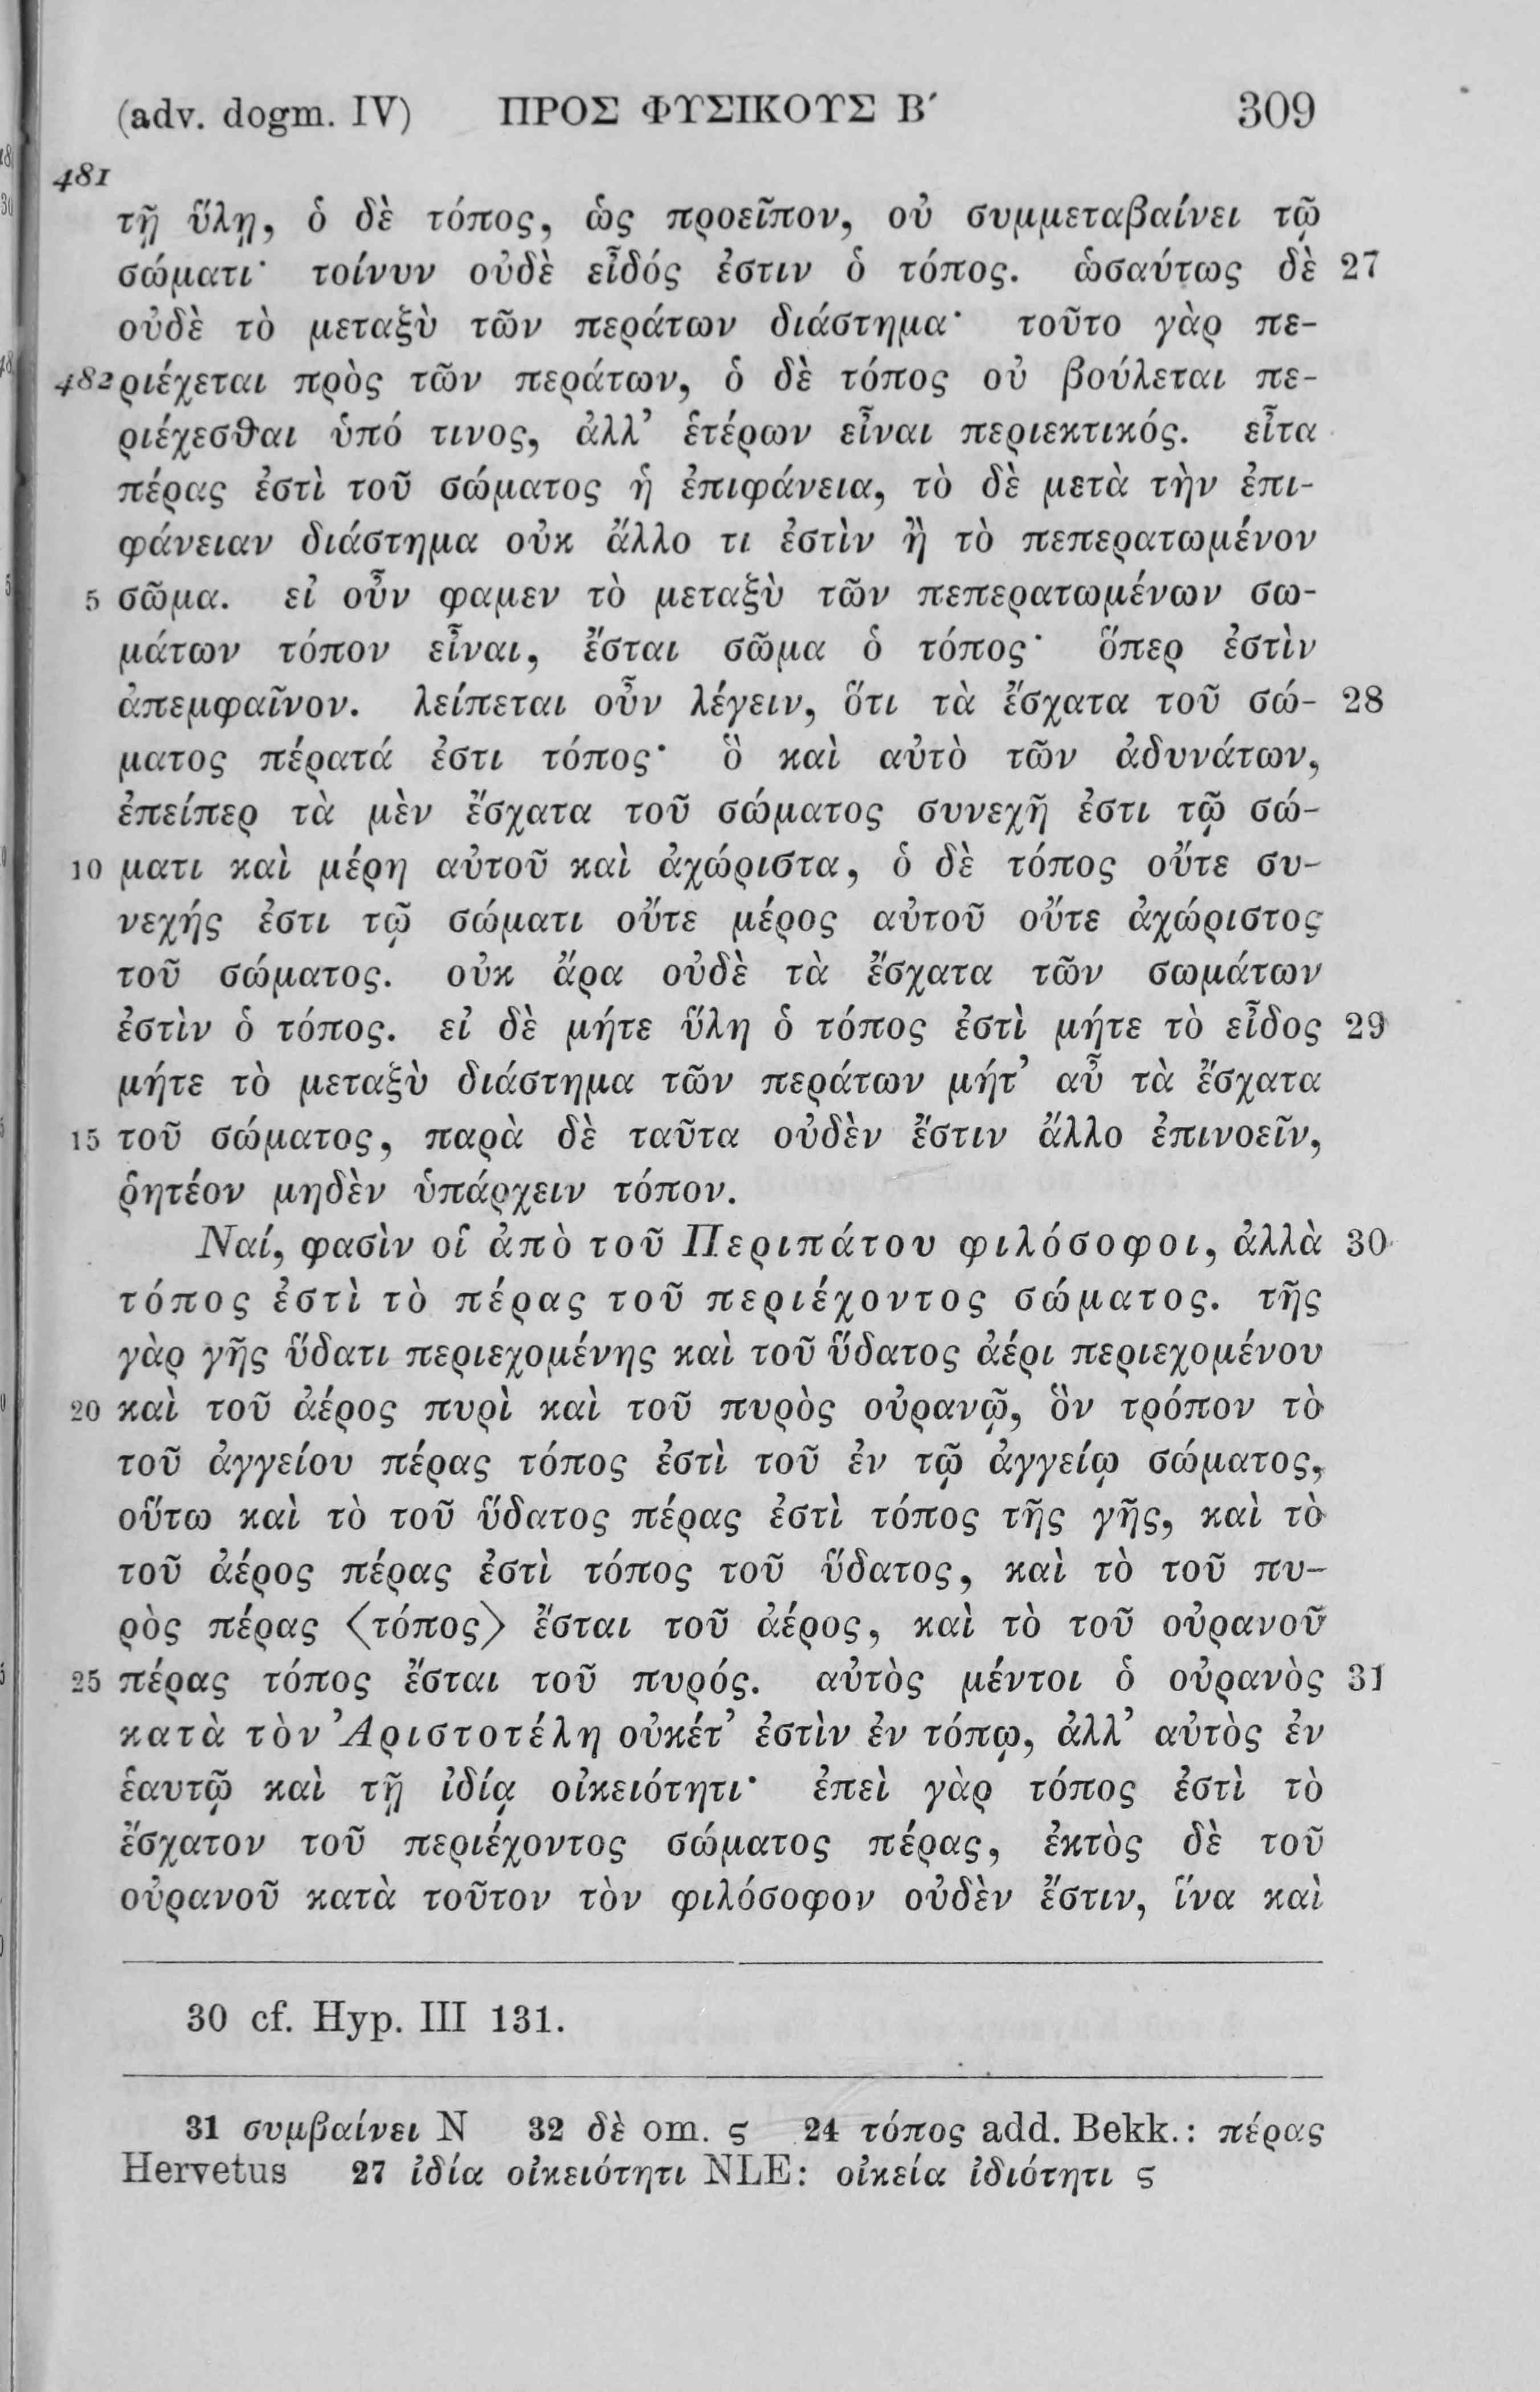 (adv. dogm. IV) ΠΡΟΣ ΦΥΣΙΚΟΥΣ Β′ 309
481
τῇ ὕλῃ, ὁ δὲ τόπος, ὡς προεῖπον, οὐ συμμεταβαίνει τῷ
σώματι· τοίνυν οὐδὲ εἶδός ἐστιν ὁ τόπος. ὡσαύτως δὲ 27
οὐδὲ τὸ μεταξὺ τῶν περάτων διάστημα· τοῦτο γὰρ πε-
482 ριέχεται πρὸς τῶν περάτων, ὁ δὲ τόπος οὐ βούλεται πε-
ριέχεσθαι ὑπό τινος, ἀλλ’ ἑτέρων εἶναι περιεκτικός. εἶτα
πέρας ἐστὶ τοῦ σώματος ἡ ἐπιφάνεια, τὸ δὲ μετὰ τὴν ἐπι-
φάνειαν διάστημα οὐκ ἄλλο τι ἐστὶν ἢ τὸ πεπερατωμένον
5 σῶμα. εἰ οὖν φαμεν τὸ μεταξὺ τῶν πεπερατωμένων σω-
μάτων τόπον εἶναι, ἔσται σῶμα ὁ τόπος· ὅπερ ἐστὶν
ἀπεμφαῖνον. λείπεται οὖν λέγειν, ὅτι τὰ ἔσχατα τοῦ σώ- 28
ματος πέρατά ἐστι τόπος· ὃ καὶ αὐτὸ τῶν ἀδυνάτων,
ἐπείπερ τὰ μὲν ἔσχατα τοῦ σώματος συνεχῆ ἐστι τῷ σώ-
10 ματι καὶ μέρη αὐτοῦ καὶ ἀχώριστα, ὁ δὲ τόπος οὔτε συ-
νεχής ἐστι τῷ σώματι οὔτε μέρος αὐτοῦ οὔτε ἀχώριστος
τοῦ σώματος. οὐκ ἄρα οὐδὲ τὰ ἔσχατα τῶν σωμάτων
ἐστὶν ὁ τόπος. εἰ δὲ μήτε ὕλη ὁ τόπος ἐστὶ μήτε τὸ εἶδος 29
μήτε τὸ μεταξὺ διάστημα τῶν περάτων μήτ’ αὖ τὰ ἔσχατα
15 τοῦ σώματος, παρὰ δὲ ταῦτα οὐδὲν ἔστιν ἄλλο ἐπινοεῖν,
ῥητέον μηδὲν ὑπάρχειν τόπον.
Ναί, φασὶν οἱ ἀπὸ τοῦ Περιπάτου φιλόσοφοι, ἀλλὰ 30
τόπος ἐστὶ τὸ πέρας τοῦ περιέχοντος σώματος. τῆς
γὰρ γῆς ὕδατι περιεχομένης καὶ τοῦ ὕδατος ἀέρι περιεχομένου
20 καὶ τοῦ ἀέρος πυρὶ καὶ τοῦ πυρὸς οὐρανῷ, ὃν τρόπον τὸ
τοῦ ἀγγείου πέρας τόπος ἐστὶ τοῦ ἐν τῷ ἀγγείῳ σώματος,
οὕτω καὶ τὸ τοῦ ὕδατος πέρας ἐστὶ τόπος τῆς γῆς, καὶ τὸ
τοῦ ἀέρος πέρας ἐστὶ τόπος τοῦ ὕδατος, καὶ τὸ τοῦ πυ-
ρὸς πέρας ⟨τόπος⟩ ἔσται τοῦ ἀέρος, καὶ τὸ τοῦ οὐρανοῦ
25 πέρας τόπος ἔσται τοῦ πυρός. αὐτὸς μέντοι ὁ οὐρανὸς 31
κατὰ τὸν Ἀριστοτέλη οὐκέτ’ ἐστὶν ἐν τόπῳ, ἀλλ’ αὐτὸς ἐν
ἑαυτῷ καὶ τῇ ἰδίᾳ οἰκειότητι· ἐπεὶ γὰρ τόπος ἐστὶ τὸ
ἔσχατον τοῦ περιέχοντος σώματος πέρας, ἐκτὸς δὲ τοῦ
οὐρανοῦ κατὰ τοῦτον τὸν φιλόσοφον οὐδὲν ἔστιν, ἵνα καὶ
30 cf. Hyp. III 131.
31 συμβαίνει N 32 δὲ om. ς 24 τόπος add. Bekk.: πέρας
Hervetus 27 ἰδία οἰκειότητι NLE: οἰκεία ἰδιότητι ς